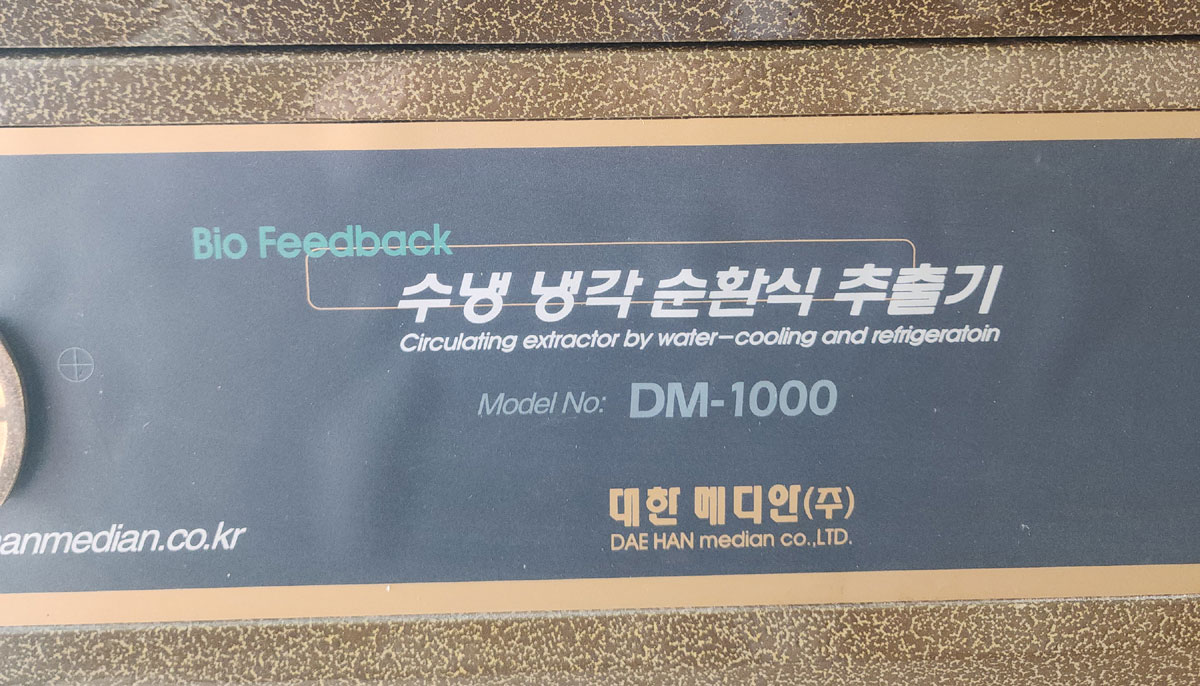 Bio Feedback
수냉 냉각 순환식 추출기
Circulating extractor by water-cooling and refrigeratoin
Model No: DM-1000
대한 메디안(주)
DAE HAN median co.,LTD.
anmedian.co.kr